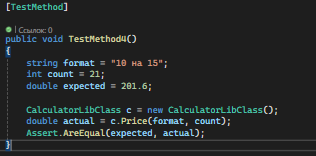 [TestMethod]
Ссылок: 0
public void TestMethod4()
{
string format = "10 на 15";
int count = 21;
double expected = 201.6;
CalculatorLibClass c = new CalculatorLibClass();
double actual = c.Price(format, count);
Assert.AreEqual(expected, actual);
}